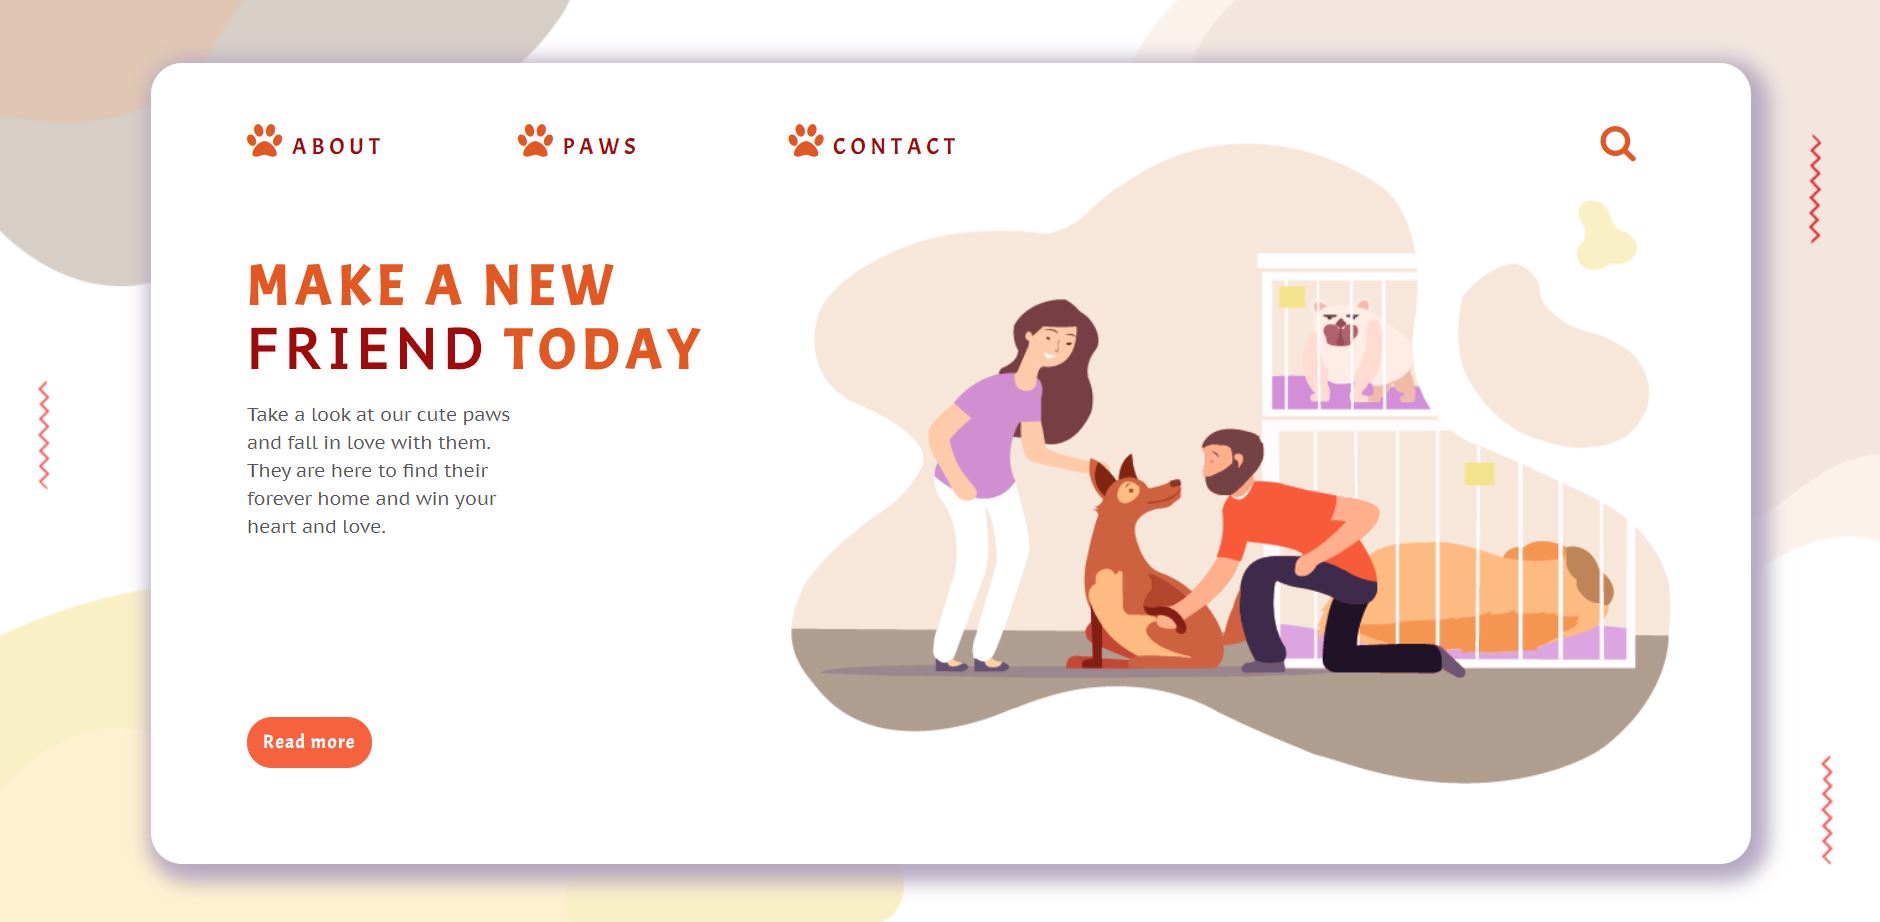 ABOUT PAWS CONTACT
MAKE A NEW
FRIEND TODAY
Take a look at our cute paws
and fall in love with them.
They are here to find their
forever home and win your
heart and love.
Read more